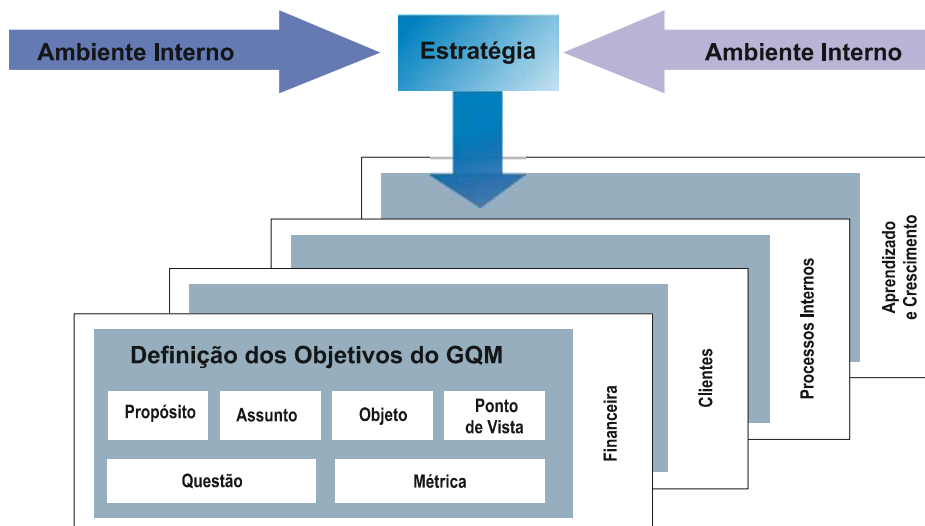 Ambiente Interno
Estratégia
Ambiente Interno
Aprendizado
e Crescimento
Processos Internos
Clientes
Financeira
Definição dos Objetivos do GQM
Propósito
Assunto
Objeto
Ponto
de Vista
Questão
Métrica